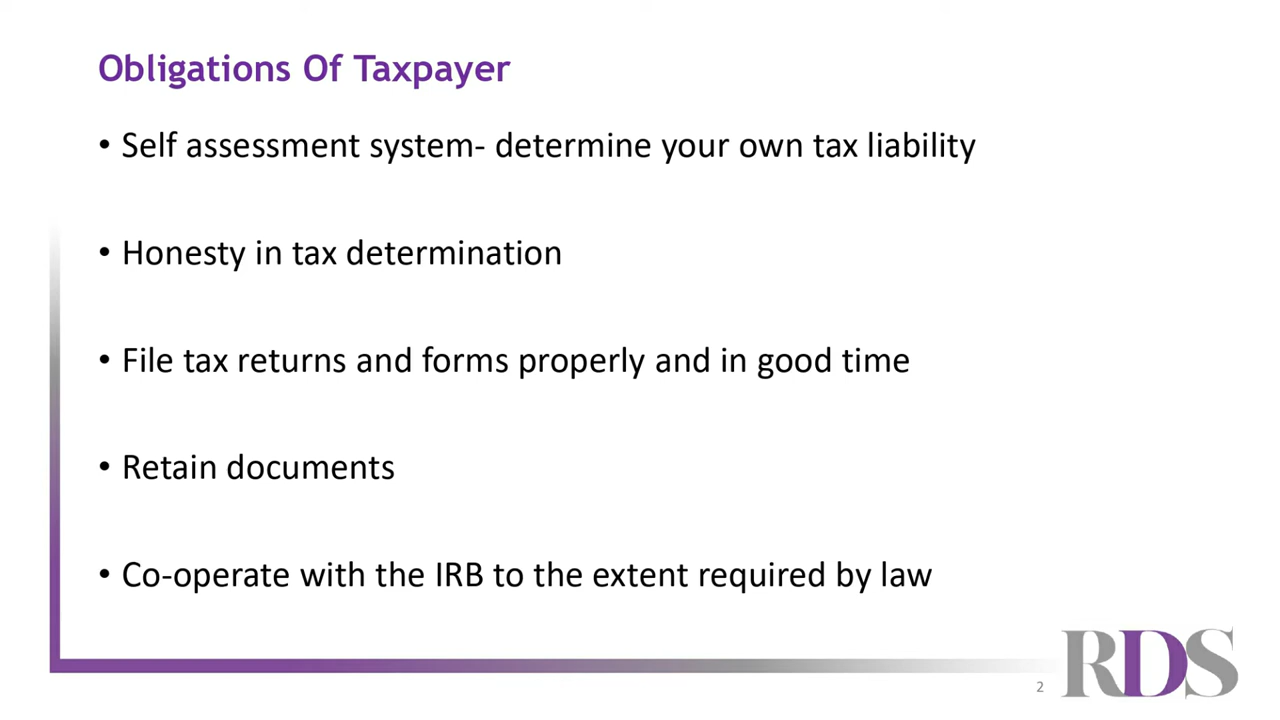 Obligations Of Taxpayer
• Self assessment system- determine your own tax liability
• Honesty in tax determination
• File tax returns and forms properly and in good time
• Retain documents
• Co-operate with the IRB to the extent required by law
2
RDS